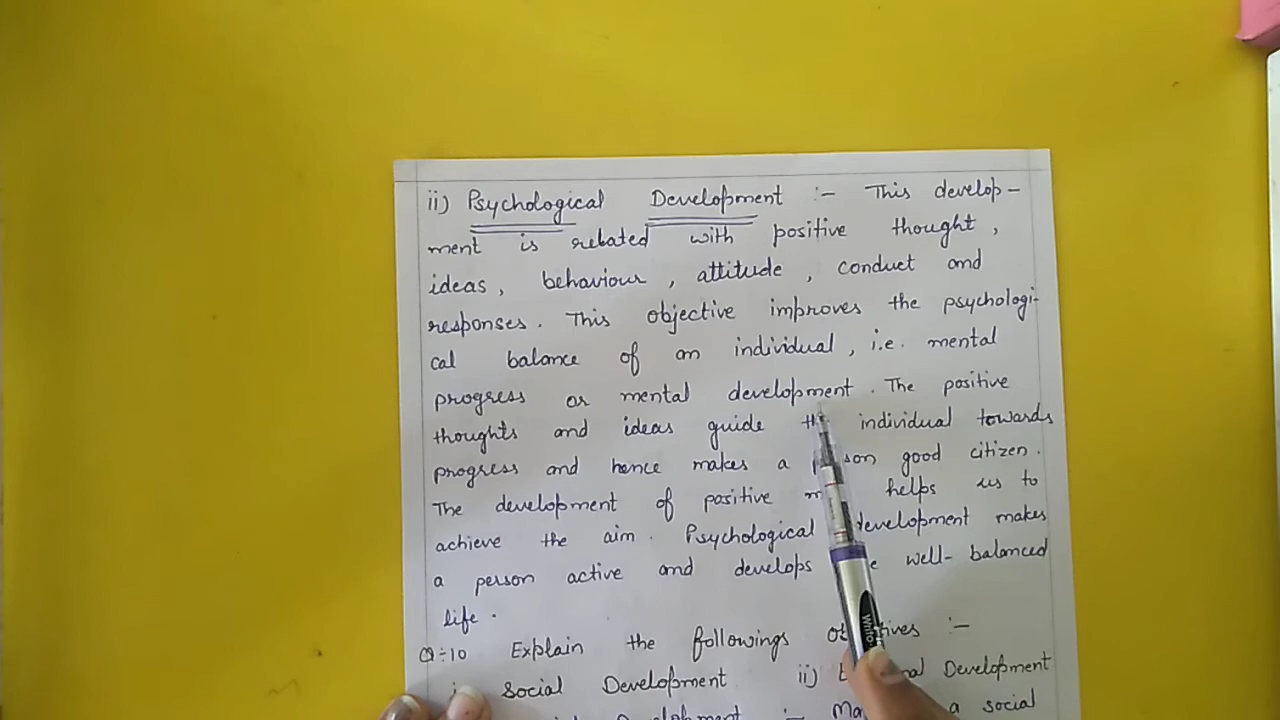 ii) Psychological Development :- This develop-
ment is related with positive thought,
ideas, behaviour, attitude, conduct and
responses. This objective improves the psychologi-
cal balance of an individual, i.e. mental
progress or mental development. The positive
thoughts and ideas guide individual towards
progress and hence makes a good citizen.
The development of positive helps us to
achieve the aim. Psychological development makes
a person active and develops well-balanced
life.
Q:10 Explain the followings :-
i Social Development ii) Development
a social